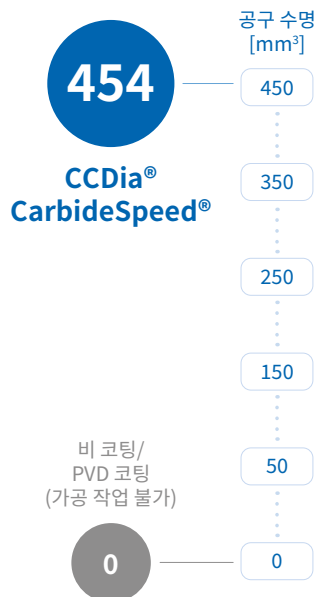 공구 수명
[mm³]
454
450
CCDia®
CarbideSpeed®
350
250
150
비 코팅/
PVD 코팅
(가공 작업 불가)
50
0
0